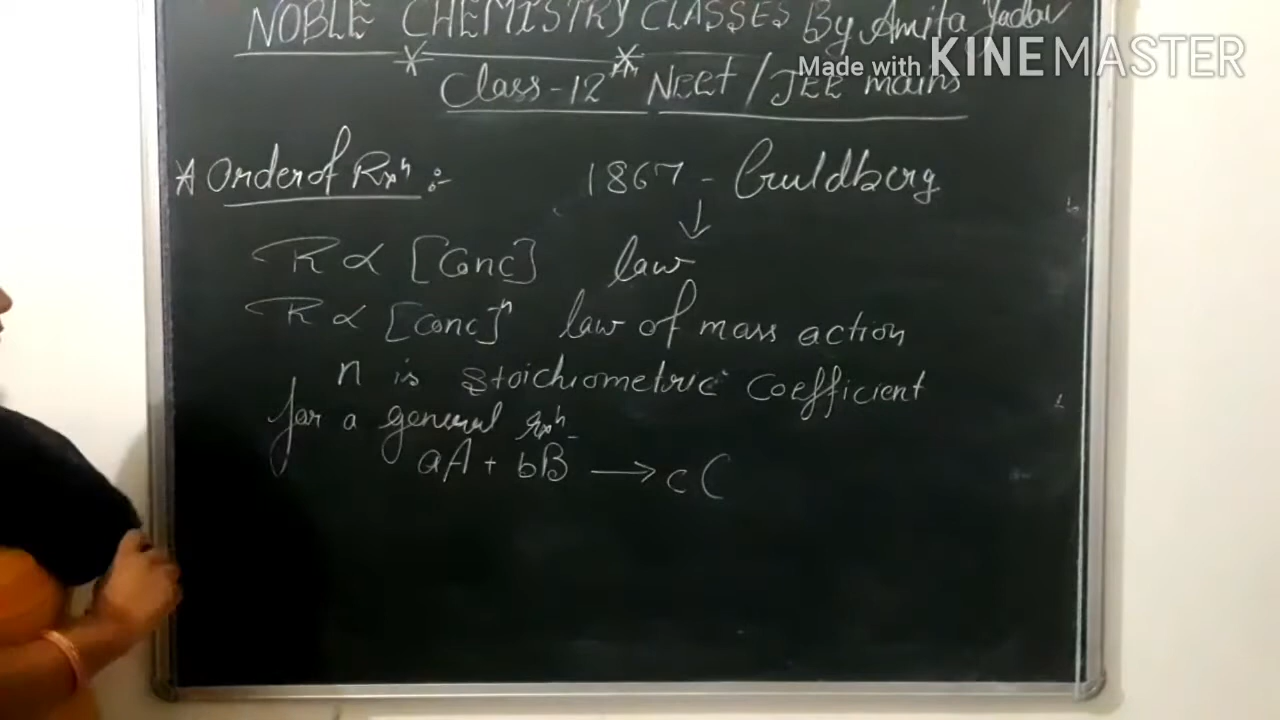 NOBLE CHEMISTRY CLASSES By Amita Yadav
Made with KINEMASTER
Class-12th NEET / JEE mains
* Order of Rxn :- 1867 - Guldberg
↓
R ∝ [Conc] law
R ∝ [Conc]^n law of mass action
n is stoichiometric Coefficient
for a general rxn
aA + bB → cC